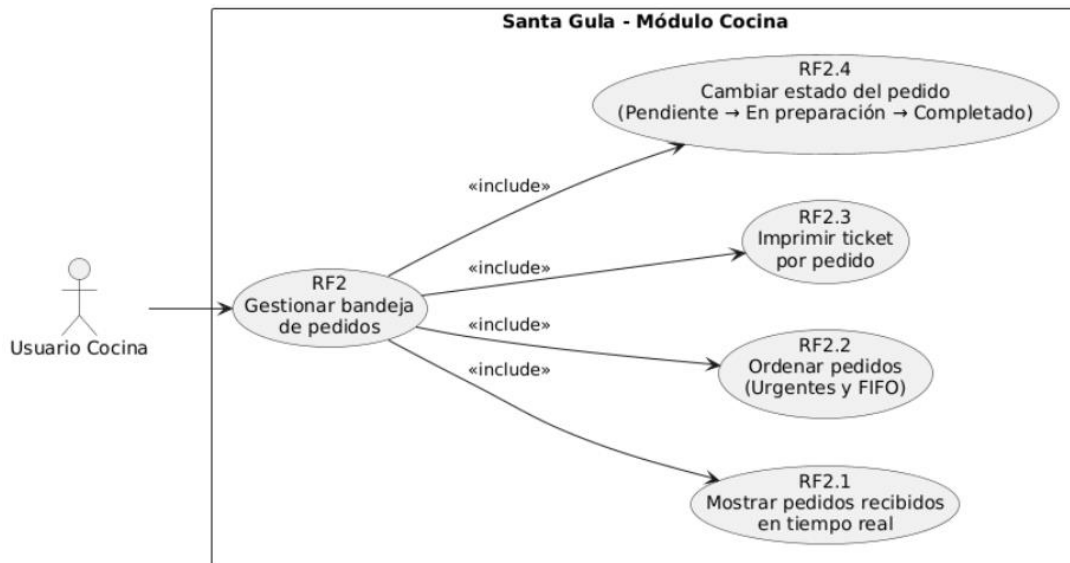 Santa Gula - Módulo Cocina
RF2.4
Cambiar estado del pedido
(Pendiente → En preparación → Completado)
«include»
RF2.3
Imprimir ticket
por pedido
«include»
RF2
Gestionar bandeja
de pedidos
Usuario Cocina
«include»
RF2.2
Ordenar pedidos
(Urgentes y FIFO)
«include»
RF2.1
Mostrar pedidos recibidos
en tiempo real